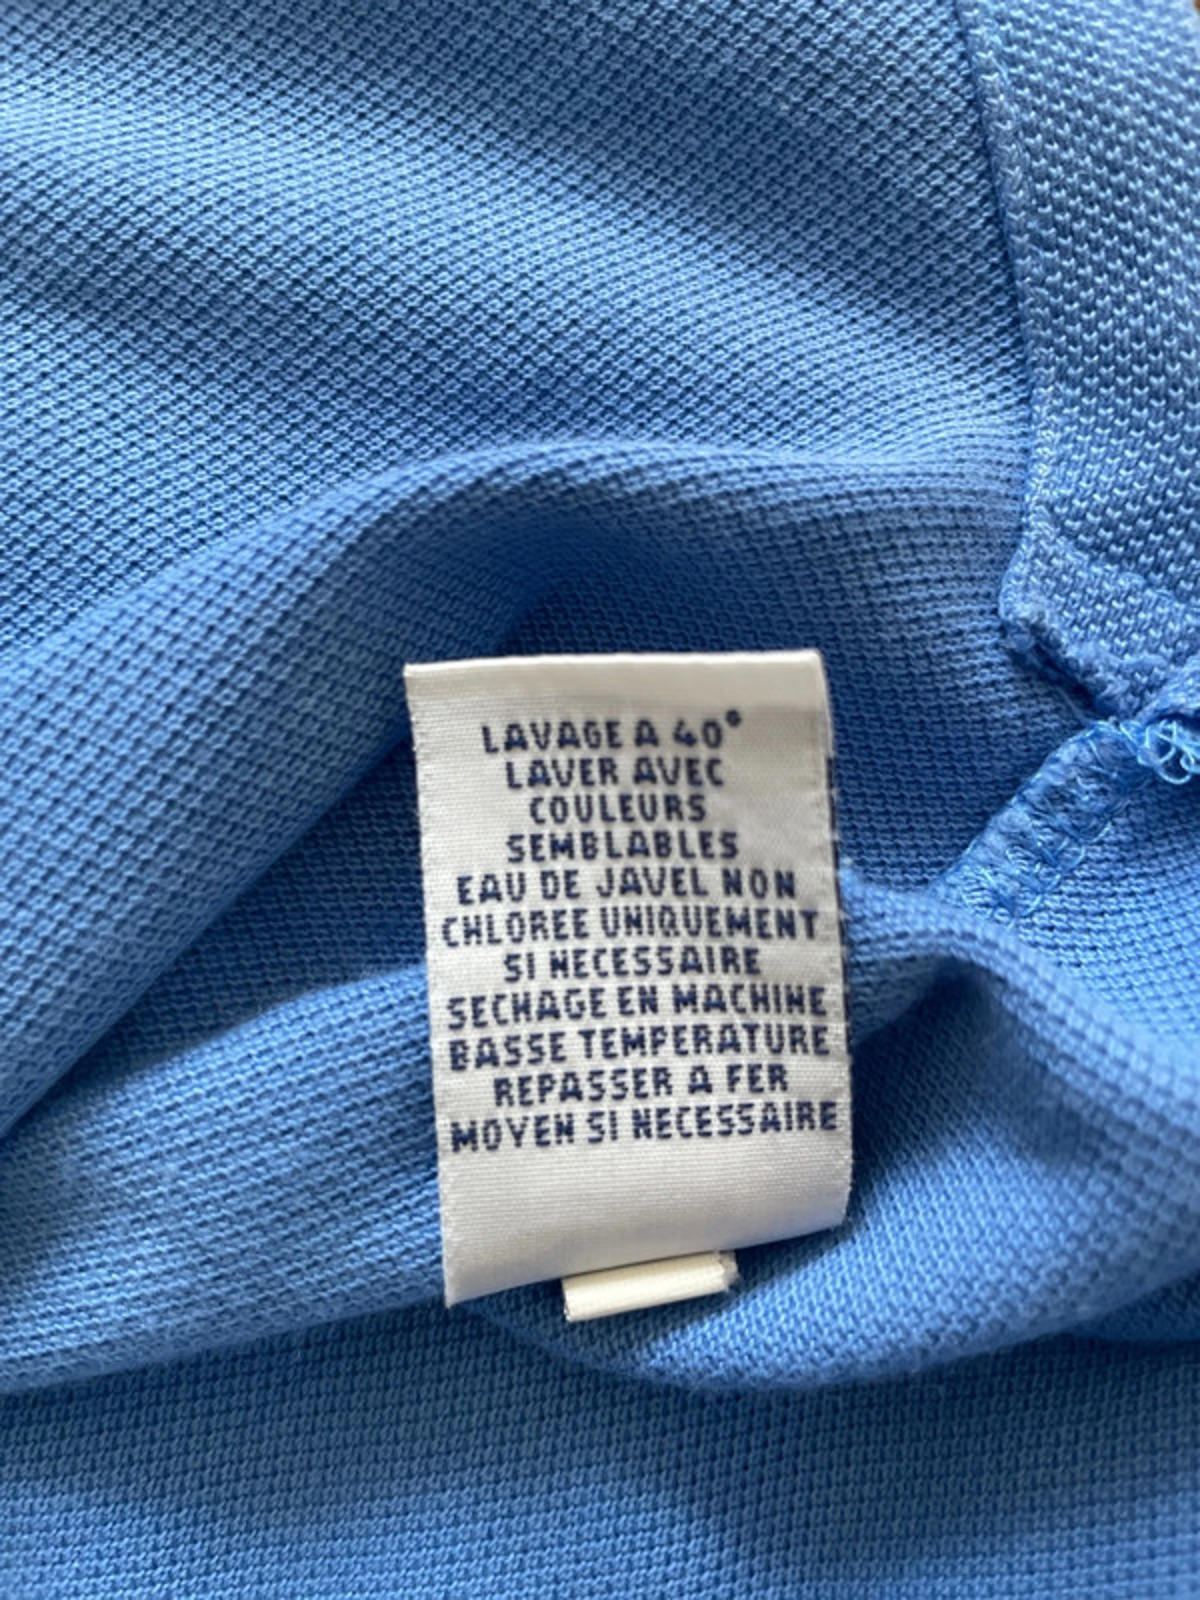 LAVAGE A 40°
LAVER AVEC
COULEURS
SEMBLABLES
EAU DE JAVEL NON
CHLOREE UNIQUEMENT
SI NECESSAIRE
SECHAGE EN MACHINE
BASSE TEMPERATURE
REPASSER A FER
MOYEN SI NECESSAIRE